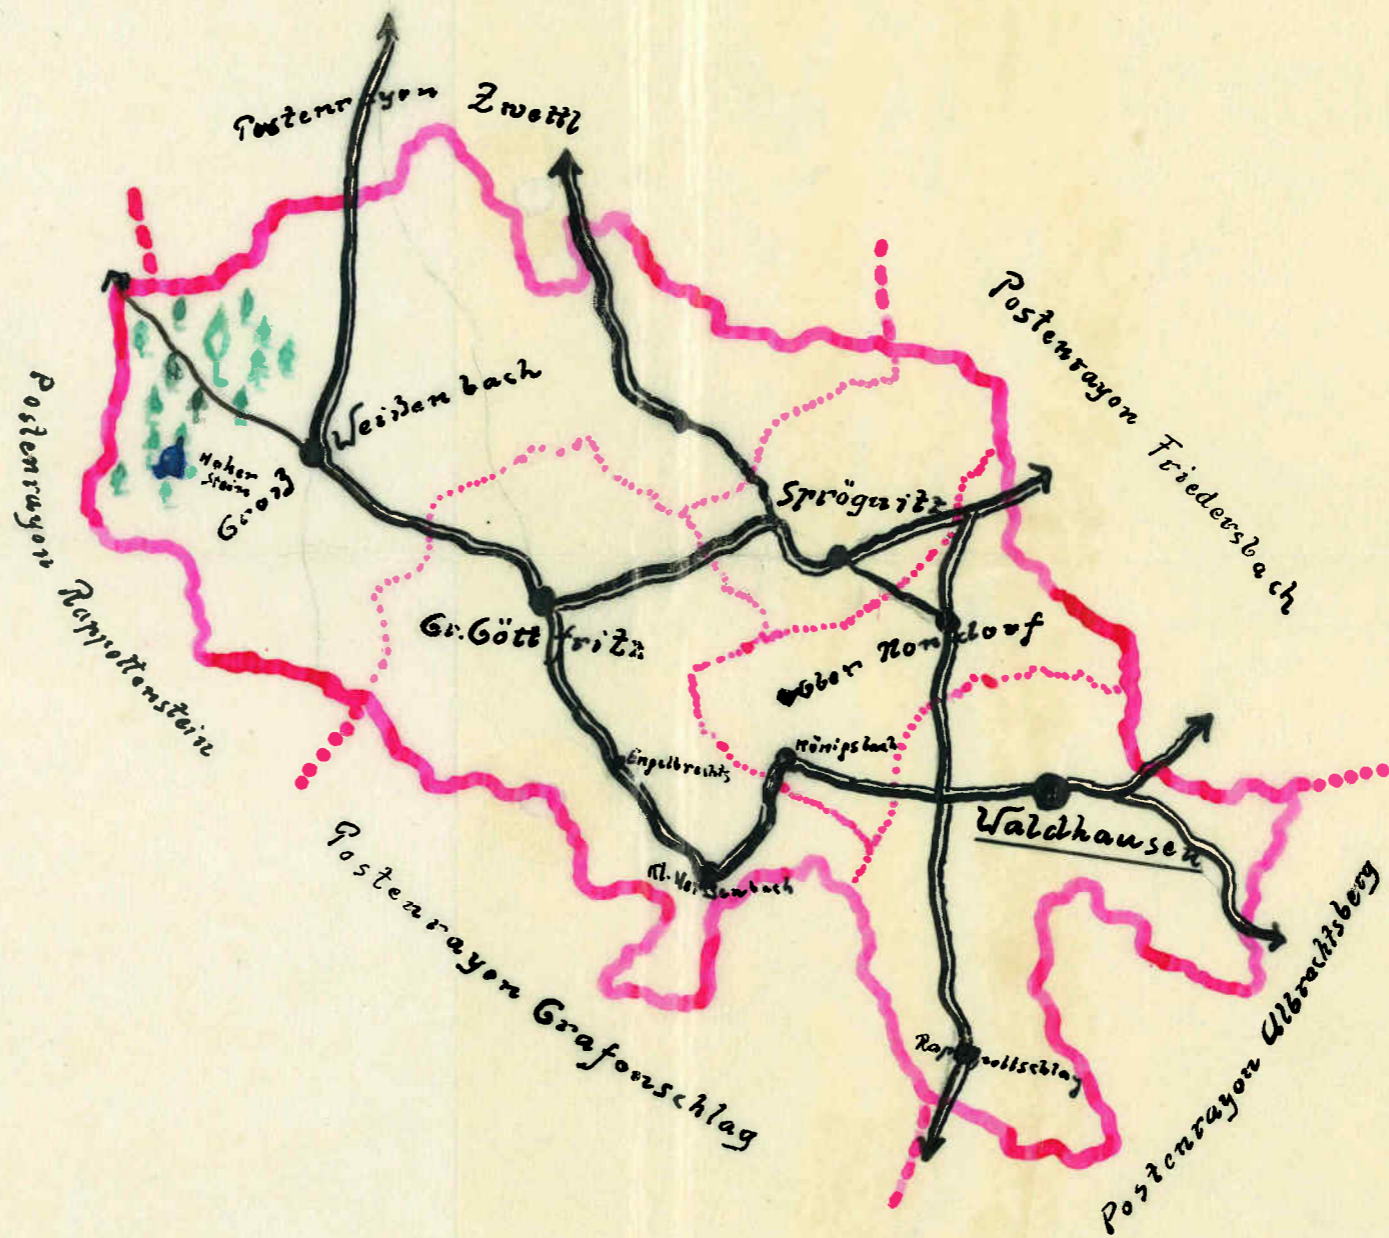 Postenrayon Zwettl
Postenrayon Friedersbach
Weißenbach
Groß
Hoher
Stein
Postenrayon Rappottenstein
Sprögnitz
Gr. Göttfritz
Ober Nondorf
Königsbach
Engelbrechts
Waldhausen
Kl. Weißenbach
Postenrayon Grafenschlag
Rappoltschlag
Postenrayon Albrechtsberg